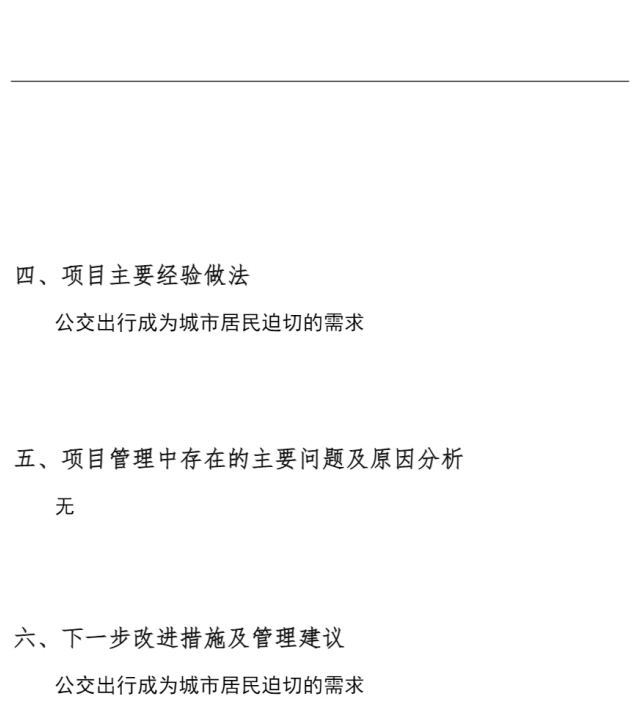 四、项目主要经验做法
公交出行成为城市居民迫切的需求
五、项目管理中存在的主要问题及原因分析
无
六、下一步改进措施及管理建议
公交出行成为城市居民迫切的需求